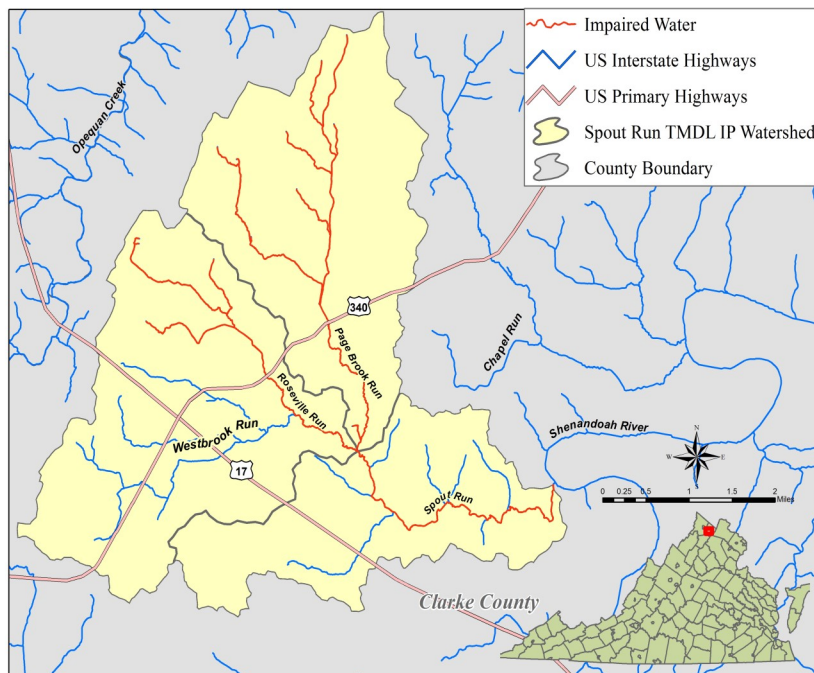 Impaired Water
US Interstate Highways
US Primary Highways
Spout Run TMDL IP Watershed
County Boundary
Opequan Creek
340
Page Brook Run
Chapel Run
Roseville Run
Westbrook Run
17
Shenandoah River
Spout Run
N
W
E
S
0 0.25 0.5 1 1.5 2
Miles
Clarke County